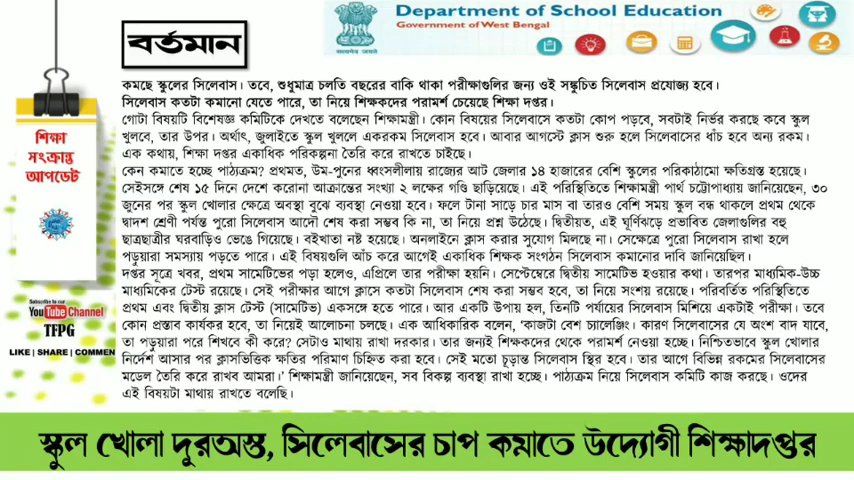 Department of School Education
Government of West Bengal
सत्यमेव जयते
বর্তমান
কমছে স্কুলের সিলেবাস। তবে, শুধুমাত্র চলতি বছরের বাকি থাকা পরীক্ষাগুলির জন্য ওই সঙ্কুচিত সিলেবাস প্রযোজ্য হবে।
সিলেবাস কতটা কমানো যেতে পারে, তা নিয়ে শিক্ষকদের পরামর্শ চেয়েছে শিক্ষা দপ্তর।
গোটা বিষয়টি বিশেষজ্ঞ কমিটিকে দেখতে বলেছেন শিক্ষামন্ত্রী। কোন বিষয়ের সিলেবাসে কতটা কোপ পড়বে, সবটাই নির্ভর করছে কবে স্কুল
খুলবে, তার উপর। অর্থাৎ, জুলাইতে স্কুল খুললে একরকম সিলেবাস হবে। আবার আগস্টে ক্লাস শুরু হলে সিলেবাসের ধাঁচ হবে অন্য রকম।
এক কথায়, শিক্ষা দপ্তর একাধিক পরিকল্পনা তৈরি করে রাখতে চাইছে।
কেন কমাতে হচ্ছে পাঠ্যক্রম? প্রথমত, উম-পুনের ধ্বংসলীলায় রাজ্যের আট জেলার ১৪ হাজারের বেশি স্কুলের পরিকাঠামো ক্ষতিগ্রস্ত হয়েছে।
সেইসঙ্গে শেষ ১৫ দিনে দেশে করোনা আক্রান্তের সংখ্যা ২ লক্ষের গণ্ডি ছাড়িয়েছে। এই পরিস্থিতিতে শিক্ষামন্ত্রী পার্থ চট্টোপাধ্যায় জানিয়েছেন, ৩০
জুনের পর স্কুল খোলার ক্ষেত্রে অবস্থা বুঝে ব্যবস্থা নেওয়া হবে। ফলে টানা সাড়ে চার মাস বা তারও বেশি সময় স্কুল বন্ধ থাকলে প্রথম থেকে
দ্বাদশ শ্রেণী পর্যন্ত পুরো সিলেবাস আদৌ শেষ করা সম্ভব কি না, তা নিয়ে প্রশ্ন উঠেছে। দ্বিতীয়ত, এই ঘূর্ণিঝড়ে প্রভাবিত জেলাগুলির বহু
ছাত্রছাত্রীর ঘরবাড়িও ভেঙে গিয়েছে। বইখাতা নষ্ট হয়েছে। অনলাইনে ক্লাস করার সুযোগ মিলছে না। সেক্ষেত্রে পুরো সিলেবাস রাখা হলে
পড়ুয়ারা সমস্যায় পড়তে পারে। এই বিষয়গুলি আঁচ করে আগেই একাধিক শিক্ষক সংগঠন সিলেবাস কমানোর দাবি জানিয়েছিল।
দপ্তর সূত্রে খবর, প্রথম সামেটিভের পড়া হলেও, এপ্রিলে তার পরীক্ষা হয়নি। সেপ্টেম্বরে দ্বিতীয় সামেটিভ হওয়ার কথা। তারপর মাধ্যমিক-উচ্চ
মাধ্যমিকের টেস্ট রয়েছে। সেই পরীক্ষার আগে ক্লাসে কতটা সিলেবাস শেষ করা সম্ভব হবে, তা নিয়ে সংশয় রয়েছে। পরিবর্তিত পরিস্থিতিতে
প্রথম এবং দ্বিতীয় ক্লাস টেস্ট (সামেটিভ) একসঙ্গে হতে পারে। আর একটি উপায় হল, তিনটি পর্যায়ের সিলেবাস মিশিয়ে একটাই পরীক্ষা। তবে
কোন প্রস্তাব কার্যকর হবে, তা নিয়েই আলোচনা চলছে। এক আধিকারিক বলেন, 'কাজটা বেশ চ্যালেঞ্জিং। কারণ সিলেবাসের যে অংশ বাদ যাবে,
তা পড়ুয়ারা পরে শিখবে কী করে? সেটাও মাথায় রাখা দরকার। তার জন্যই শিক্ষকদের থেকে পরামর্শ নেওয়া হচ্ছে। নিশ্চিতভাবে স্কুল খোলার
নির্দেশ আসার পর ক্লাসভিত্তিক ক্ষতির পরিমাণ চিহ্নিত করা হবে। সেই মতো চূড়ান্ত সিলেবাস স্থির হবে। তার আগে বিভিন্ন রকমের সিলেবাসের
মডেল তৈরি করে রাখব আমরা।' শিক্ষামন্ত্রী জানিয়েছেন, সব বিকল্প ব্যবস্থা রাখা হচ্ছে। পাঠ্যক্রম নিয়ে সিলেবাস কমিটি কাজ করছে। ওদের
এই বিষয়টা মাথায় রাখতে বলেছি।
শিক্ষা
সংক্রান্ত
আপডেট
Subscribe to our
YouTube Channel
TFPG
LIKE | SHARE | COMMEN
স্কুল খোলা দূরঅস্ত, সিলেবাসের চাপ কমাতে উদ্যোগী শিক্ষাদপ্তর